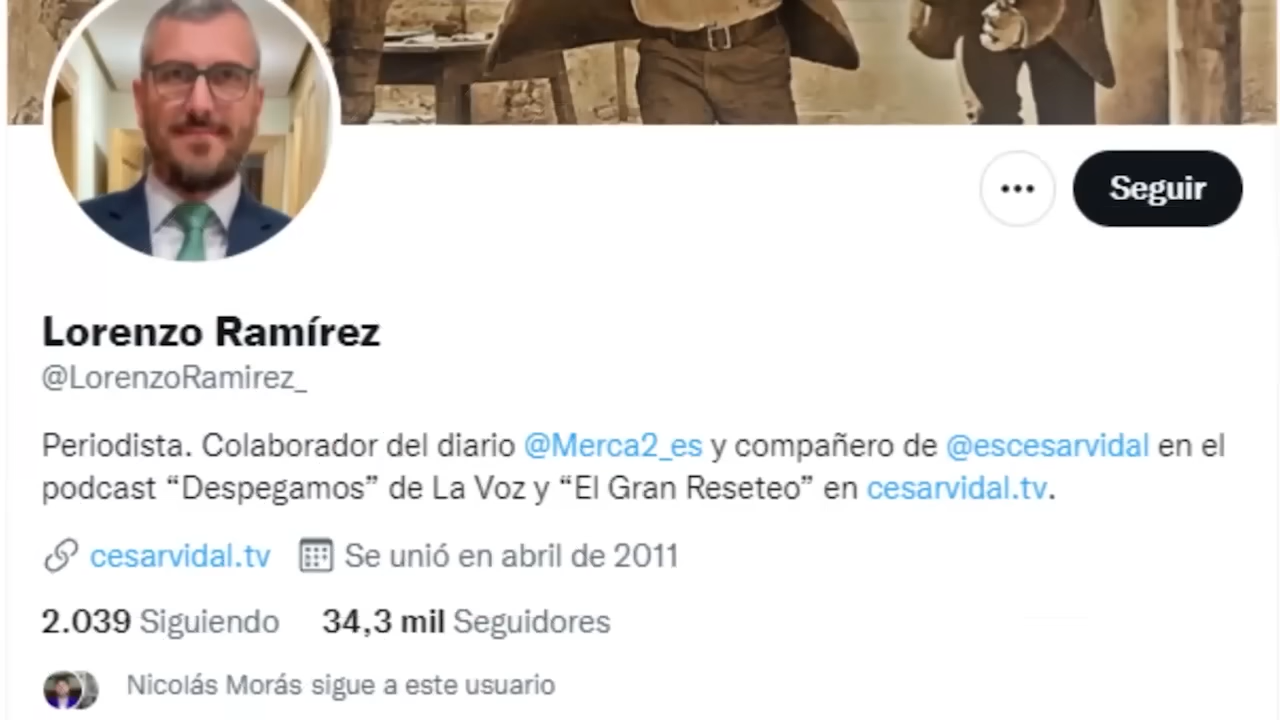 Seguir
Lorenzo Ramírez
@LorenzoRamirez_
Periodista. Colaborador del diario @Merca2_es y compañero de @escesarvidal en el
podcast “Despegamos” de La Voz y “El Gran Reseteo” en cesarvidal.tv.
cesarvidal.tv Se unió en abril de 2011
2.039 Siguiendo 34,3 mil Seguidores
Nicolás Morás sigue a este usuario